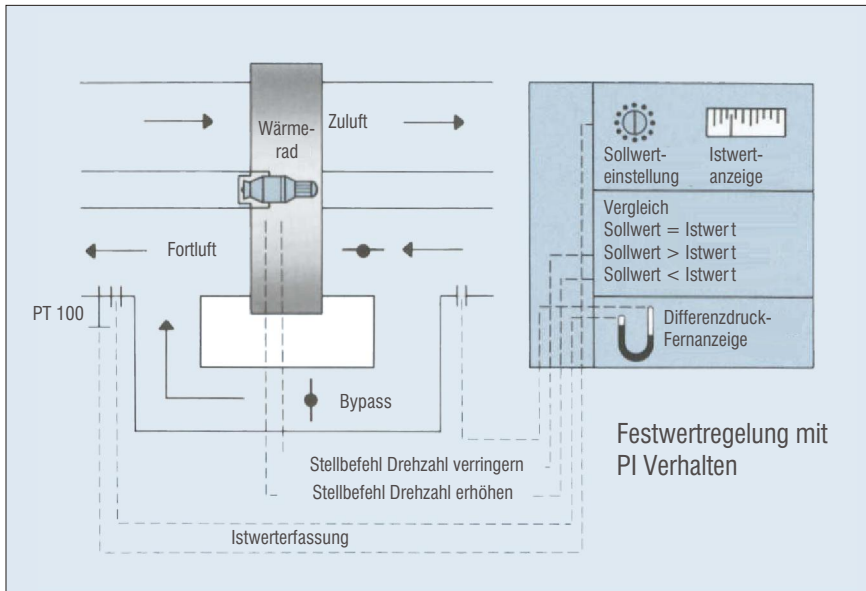 Wärme-
rad
Zuluft
Fortluft
PT 100
Bypass
Stellbefehl Drehzahl verringern
Stellbefehl Drehzahl erhöhen
Istwerterfassung
Sollwert-
einstellung
Istwert-
anzeige
Vergleich
Sollwert = Istwert
Sollwert > Istwert
Sollwert < Istwert
Differenzdruck-
Fernanzeige
Festwertregelung mit
PI Verhalten